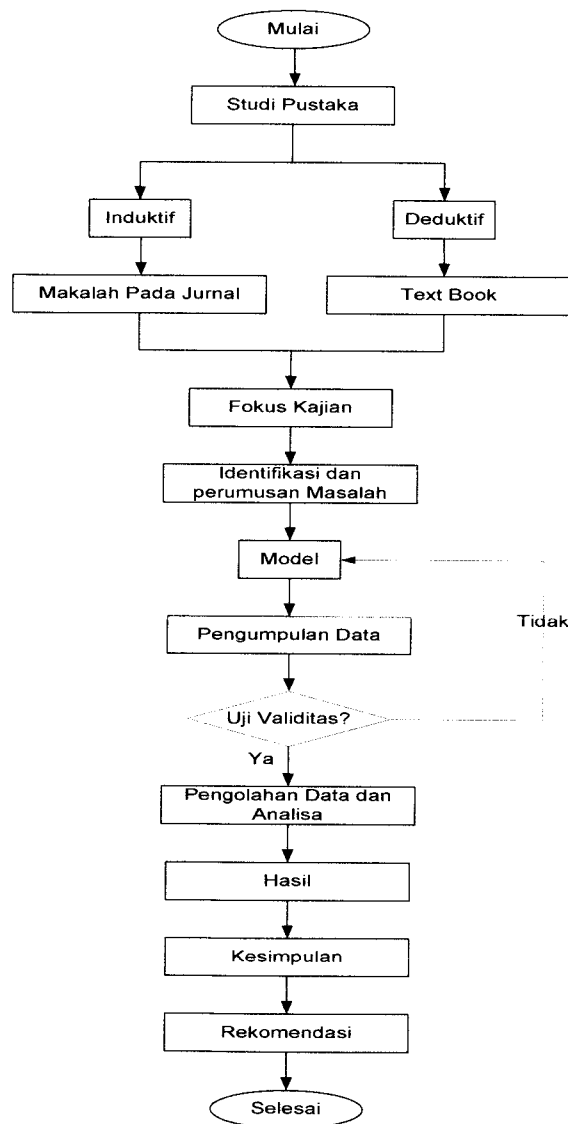 Mulai
Studi Pustaka
Induktif
Deduktif
Makalah Pada Jurnal
Text Book
Fokus Kajian
Identifikasi dan
perumusan Masalah
Model
Pengumpulan Data
Tidak
Uji Validitas?
Ya
Pengolahan Data dan
Analisa
Hasil
Kesimpulan
Rekomendasi
Selesai